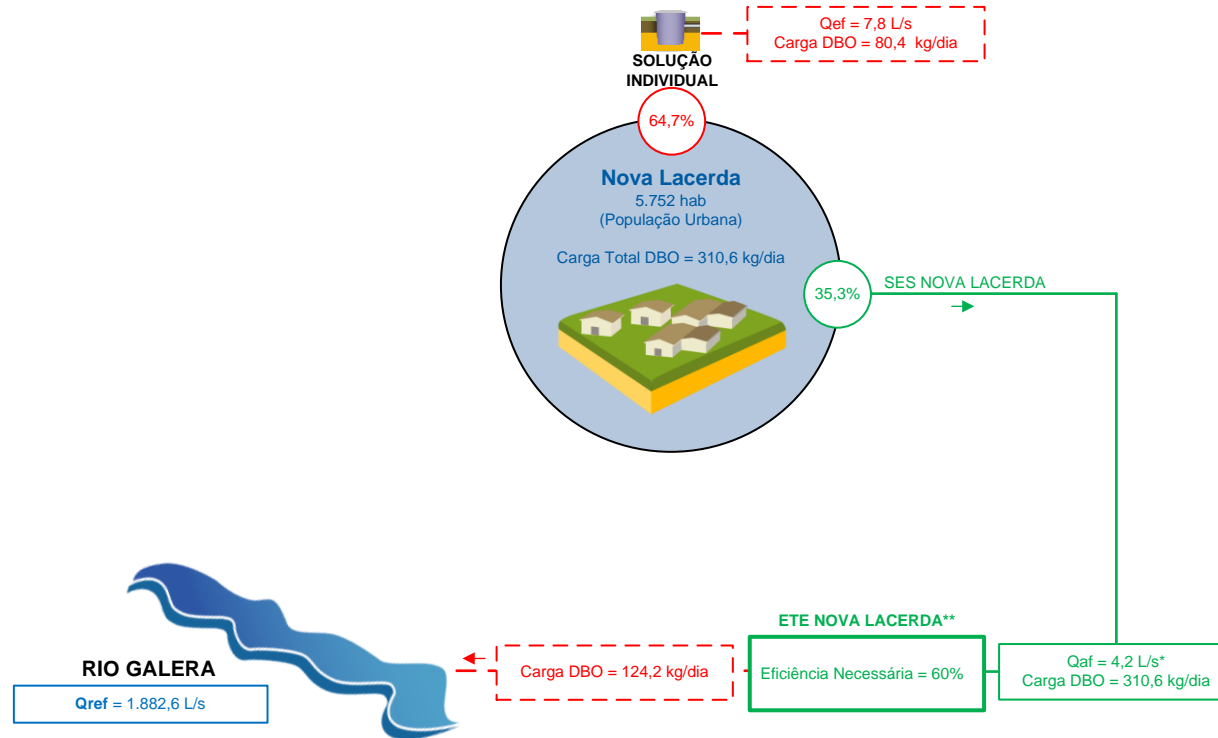 Qef = 7,8 L/s
Carga DBO = 80,4 kg/dia
SOLUÇÃO
INDIVIDUAL
64,7%
Nova Lacerda
5.752 hab
(População Urbana)
Carga Total DBO = 310,6 kg/dia
35,3%
SES NOVA LACERDA
ETE NOVA LACERDA**
Eficiência Necessária = 60%
Qaf = 4,2 L/s*
Carga DBO = 310,6 kg/dia
Carga DBO = 124,2 kg/dia
RIO GALERA
Qref = 1.882,6 L/s